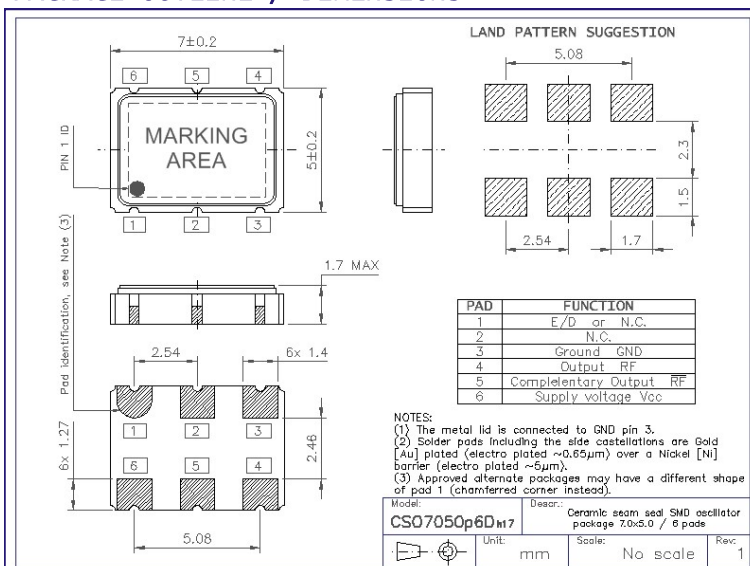 LAND PATTERN SUGGESTION
7±0.2
6 5 4
MARKING
AREA
PIN 1 ID
5±0.2
1 2 3
5.08
2.3
1.5
2.54
1.7
Pad identification, see Note (3)
1.7 MAX
2.54
6x 1.4
1 2 3
6 5 4
6x 1.27
2.46
5.08
PAD FUNCTION
1 E/D or N.C.
2 N.C.
3 Ground GND
4 Output RF
5 Complelentary Output RF
6 Supply voltage Vcc
NOTES:
(1) The metal lid is connected to GND pin 3.
(2) Solder pads including the side castellations are Gold
[Au] plated (electro plated ~0.65µm) over a Nickel [Ni]
barrier (electro plated ~5µm).
(3) Approved alternate packages may have a different shape
of pad 1 (chamferred corner instead).
Model:
CSO7050p6Dh17
Descr.:
Ceramic seam seal SMD oscillator
package 7.0x5.0 / 6 pads
Unit:
mm
Scale:
No scale
Rev:
1